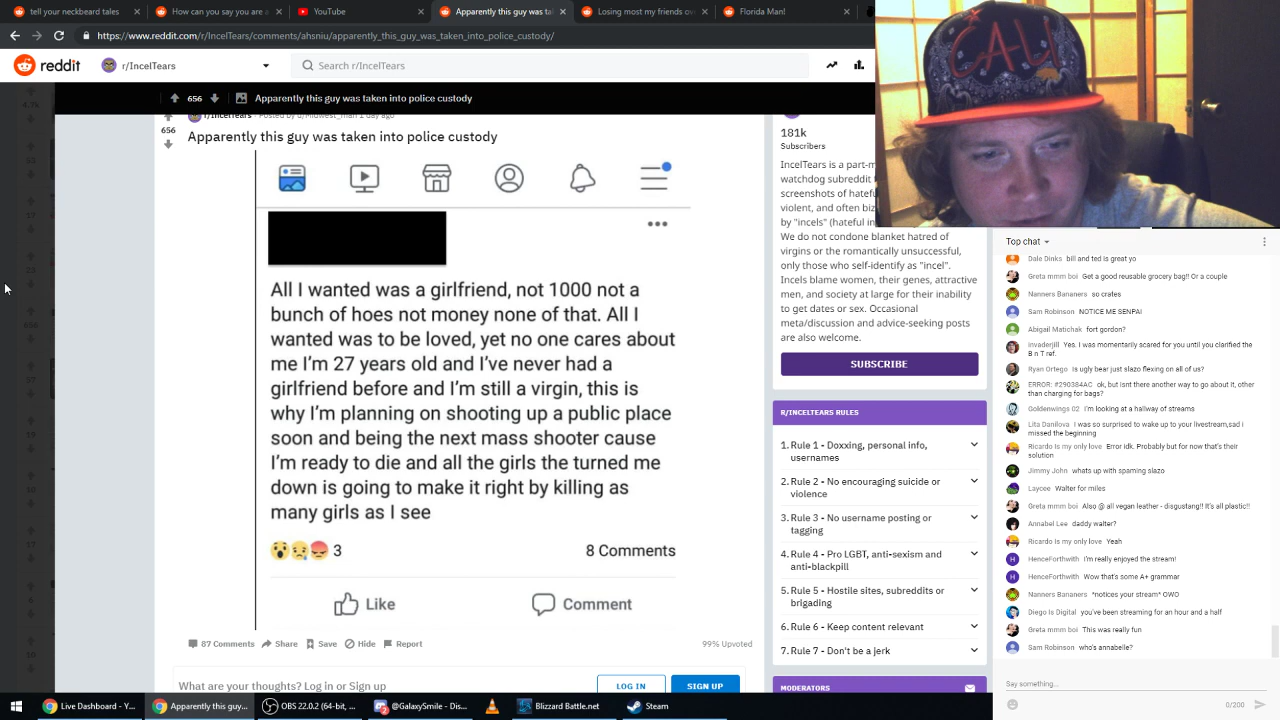 tell your neckbeard tales
How can you say you are a
YouTube
Apparently this guy was tak
Losing most my friends ov
Florida Man!
https://www.reddit.com/r/IncelTears/comments/ahsniu/apparently_this_guy_was_taken_into_police_custody/
reddit
r/IncelTears
Search r/IncelTears
656
Apparently this guy was taken into police custody
CALI
r/IncelTears · Posted by u/Midwest_man 1 day ago
656
Apparently this guy was taken into police custody
All I wanted was a girlfriend, not 1000 not a
bunch of hoes not money none of that. All I
wanted was to be loved, yet no one cares about
me I'm 27 years old and I've never had a
girlfriend before and I'm still a virgin, this is
why I'm planning on shooting up a public place
soon and being the next mass shooter cause
I'm ready to die and all the girls the turned me
down is going to make it right by killing as
many girls as I see
3
8 Comments
Like
Comment
87 Comments
Share
Save
Hide
Report
99% Upvoted
What are your thoughts? Log in or Sign up
LOG IN
SIGN UP
181k
Subscribers
IncelTears is a part-m
watchdog subreddit
screenshots of hatefu
violent, and often biz
by "incels" (hateful in
We do not condone blanket hatred of
virgins or the romantically unsuccessful,
only those who self-identify as "incel".
Incels blame women, their genes, attractive
men, and society at large for their inability
to get dates or sex. Occasional
meta/discussion and advice-seeking posts
are also welcome.
SUBSCRIBE
R/INCELTEARS RULES
1. Rule 1 - Doxxing, personal info,
usernames
2. Rule 2 - No encouraging suicide or
violence
3. Rule 3 - No username posting or
tagging
4. Rule 4 - Pro LGBT, anti-sexism and
anti-blackpill
5. Rule 5 - Hostile sites, subreddits or
brigading
6. Rule 6 - Keep content relevant
7. Rule 7 - Don't be a jerk
MODERATORS
Top chat
Dale Dinks bill and ted is great yo
Greta mmm boi Get a good reusable grocery bag!! Or a couple
Nanners Bananers so crates
Sam Robinson NOTICE ME SENPAI
Abigail Matichak fort gordon?
invaderjill Yes. I was momentarily scared for you until you clarified the
B n T ref.
Ryan Ortego Is ugly bear just slazo flexing on all of us?
ERROR: #290384AC ok, but isnt there another way to go about it, other
than charging for bags?
Goldenwings 02 I'm looking at a hallway of streams
Lita Danilova I was so surprised to wake up to your livestream,sad i
missed the beginning
Ricardo Is my only love Error idk. Probably but for now that's their
solution
Jimmy John whats up with spaming slazo
Laycee Walter for miles
Greta mmm boi Also @ all vegan leather - disgustang!! It's all plastic!!
Annabel Lee daddy walter?
Ricardo Is my only love Yeah
HenceForthwith I'm really enjoyed the stream!
HenceForthwith Wow that's some A+ grammar
Nanners Bananers *notices your stream* OWO
Diego Is Digital you've been streaming for an hour and a half
Greta mmm boi This was really fun
Sam Robinson who's annabelle?
Say something...
0/200
Live Dashboard - Y...
Apparently this guy...
OBS 22.0.2 (64-bit, ...
@GalaxySmile - Dis...
Blizzard Battle.net
Steam